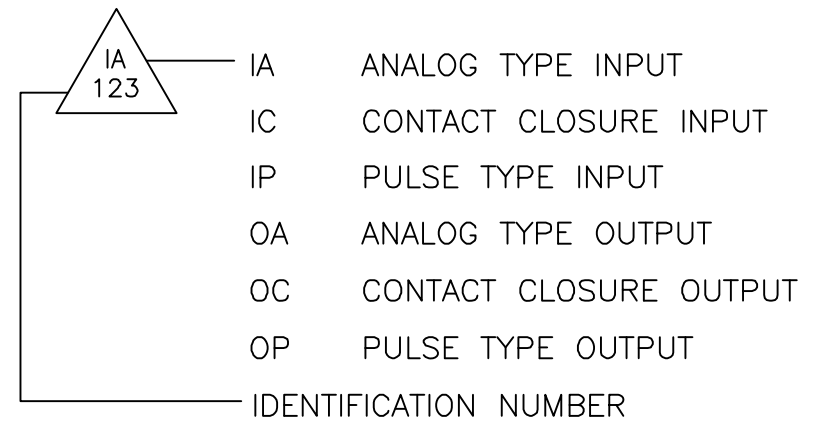 IA
123
IA ANALOG TYPE INPUT
IC CONTACT CLOSURE INPUT
IP PULSE TYPE INPUT
OA ANALOG TYPE OUTPUT
OC CONTACT CLOSURE OUTPUT
OP PULSE TYPE OUTPUT
IDENTIFICATION NUMBER